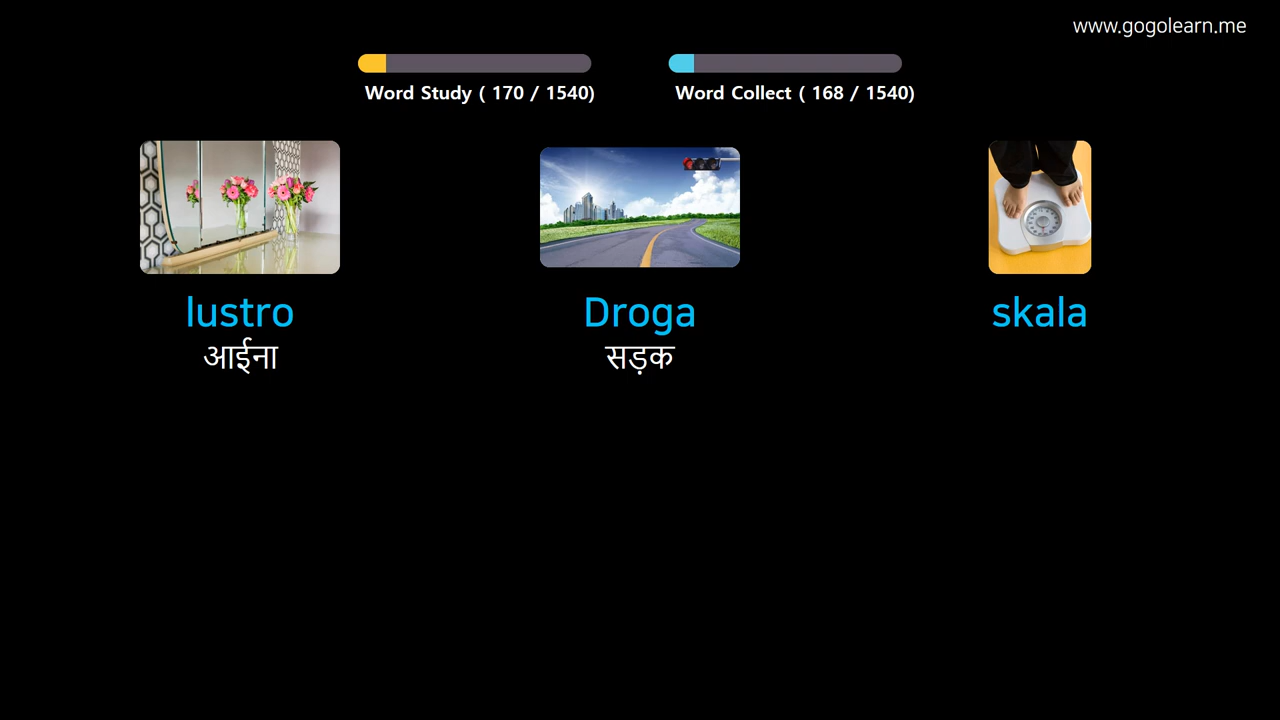 www.gogolearn.me
Word Study ( 170 / 1540)
Word Collect ( 168 / 1540)
lustro
आईना
Droga
सड़क
skala